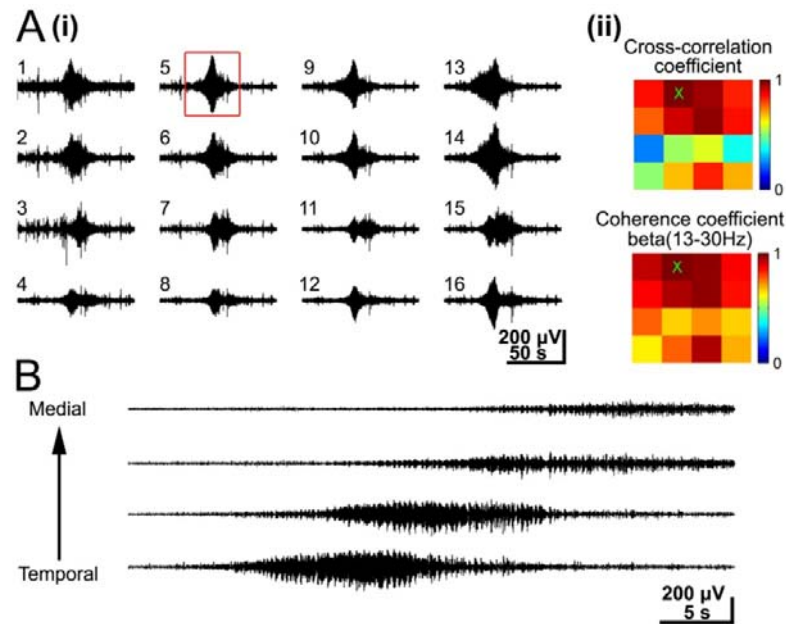 A (i)
1 5 9 13
2 6 10 14
3 7 11 15
4 8 12 16
200 µV
50 s
(ii)
Cross-correlation
coefficient
X
1
0
Coherence coefficient
beta(13-30Hz)
X
1
0
B
Medial
Temporal
200 µV
5 s